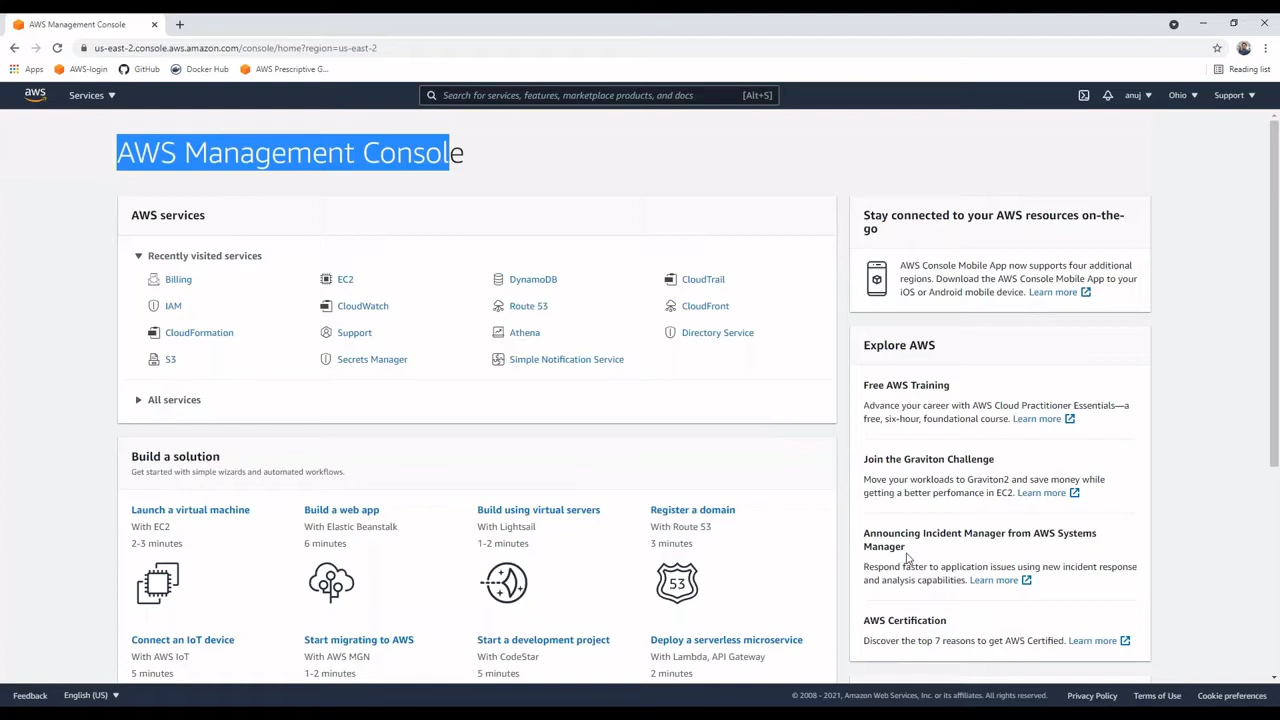 AWS Management Console
us-east-2.console.aws.amazon.com/console/home?region=us-east-2
Apps
AWS-login
GitHub
Docker Hub
AWS Prescriptive G...
Reading list
aws
Services
Search for services, features, marketplace products, and docs
[Alt+S]
anuj
Ohio
Support
AWS Management Console
AWS services
Recently visited services
Billing
EC2
DynamoDB
CloudTrail
IAM
CloudWatch
Route 53
CloudFront
CloudFormation
Support
Athena
Directory Service
S3
Secrets Manager
Simple Notification Service
All services
Build a solution
Get started with simple wizards and automated workflows.
Launch a virtual machine
With EC2
2-3 minutes
Build a web app
With Elastic Beanstalk
6 minutes
Build using virtual servers
With Lightsail
1-2 minutes
Register a domain
With Route 53
3 minutes
53
Connect an IoT device
With AWS IoT
5 minutes
Start migrating to AWS
With AWS MGN
1-2 minutes
Start a development project
With CodeStar
5 minutes
Deploy a serverless microservice
With Lambda, API Gateway
2 minutes
Stay connected to your AWS resources on-the-
go
AWS Console Mobile App now supports four additional
regions. Download the AWS Console Mobile App to your
iOS or Android mobile device. Learn more
Explore AWS
Free AWS Training
Advance your career with AWS Cloud Practitioner Essentials—a
free, six-hour, foundational course. Learn more
Join the Graviton Challenge
Move your workloads to Graviton2 and save money while
getting a better perfomance in EC2. Learn more
Announcing Incident Manager from AWS Systems
Manager
Respond faster to application issues using new incident response
and analysis capabilities. Learn more
AWS Certification
Discover the top 7 reasons to get AWS Certified. Learn more
Feedback
English (US)
© 2008 - 2021, Amazon Web Services, Inc. or its affiliates. All rights reserved.
Privacy Policy
Terms of Use
Cookie preferences